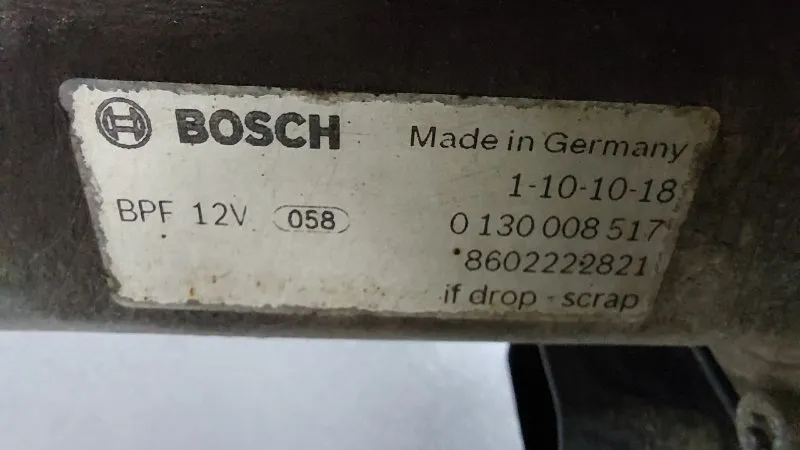 BOSCH
Made in Germany
1-10-10-18
BPF 12V 058
0 130 008 517
8602222821
if drop - scrap